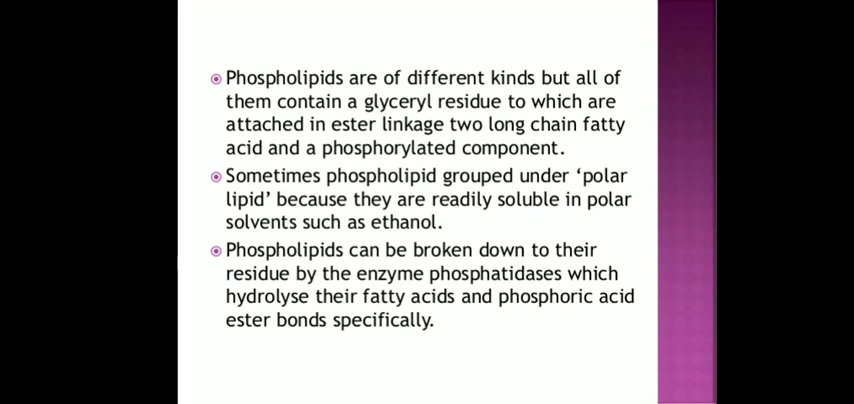 Phospholipids are of different kinds but all of
them contain a glyceryl residue to which are
attached in ester linkage two long chain fatty
acid and a phosphorylated component.
Sometimes phospholipid grouped under ‘polar
lipid’ because they are readily soluble in polar
solvents such as ethanol.
Phospholipids can be broken down to their
residue by the enzyme phosphatidases which
hydrolyse their fatty acids and phosphoric acid
ester bonds specifically.